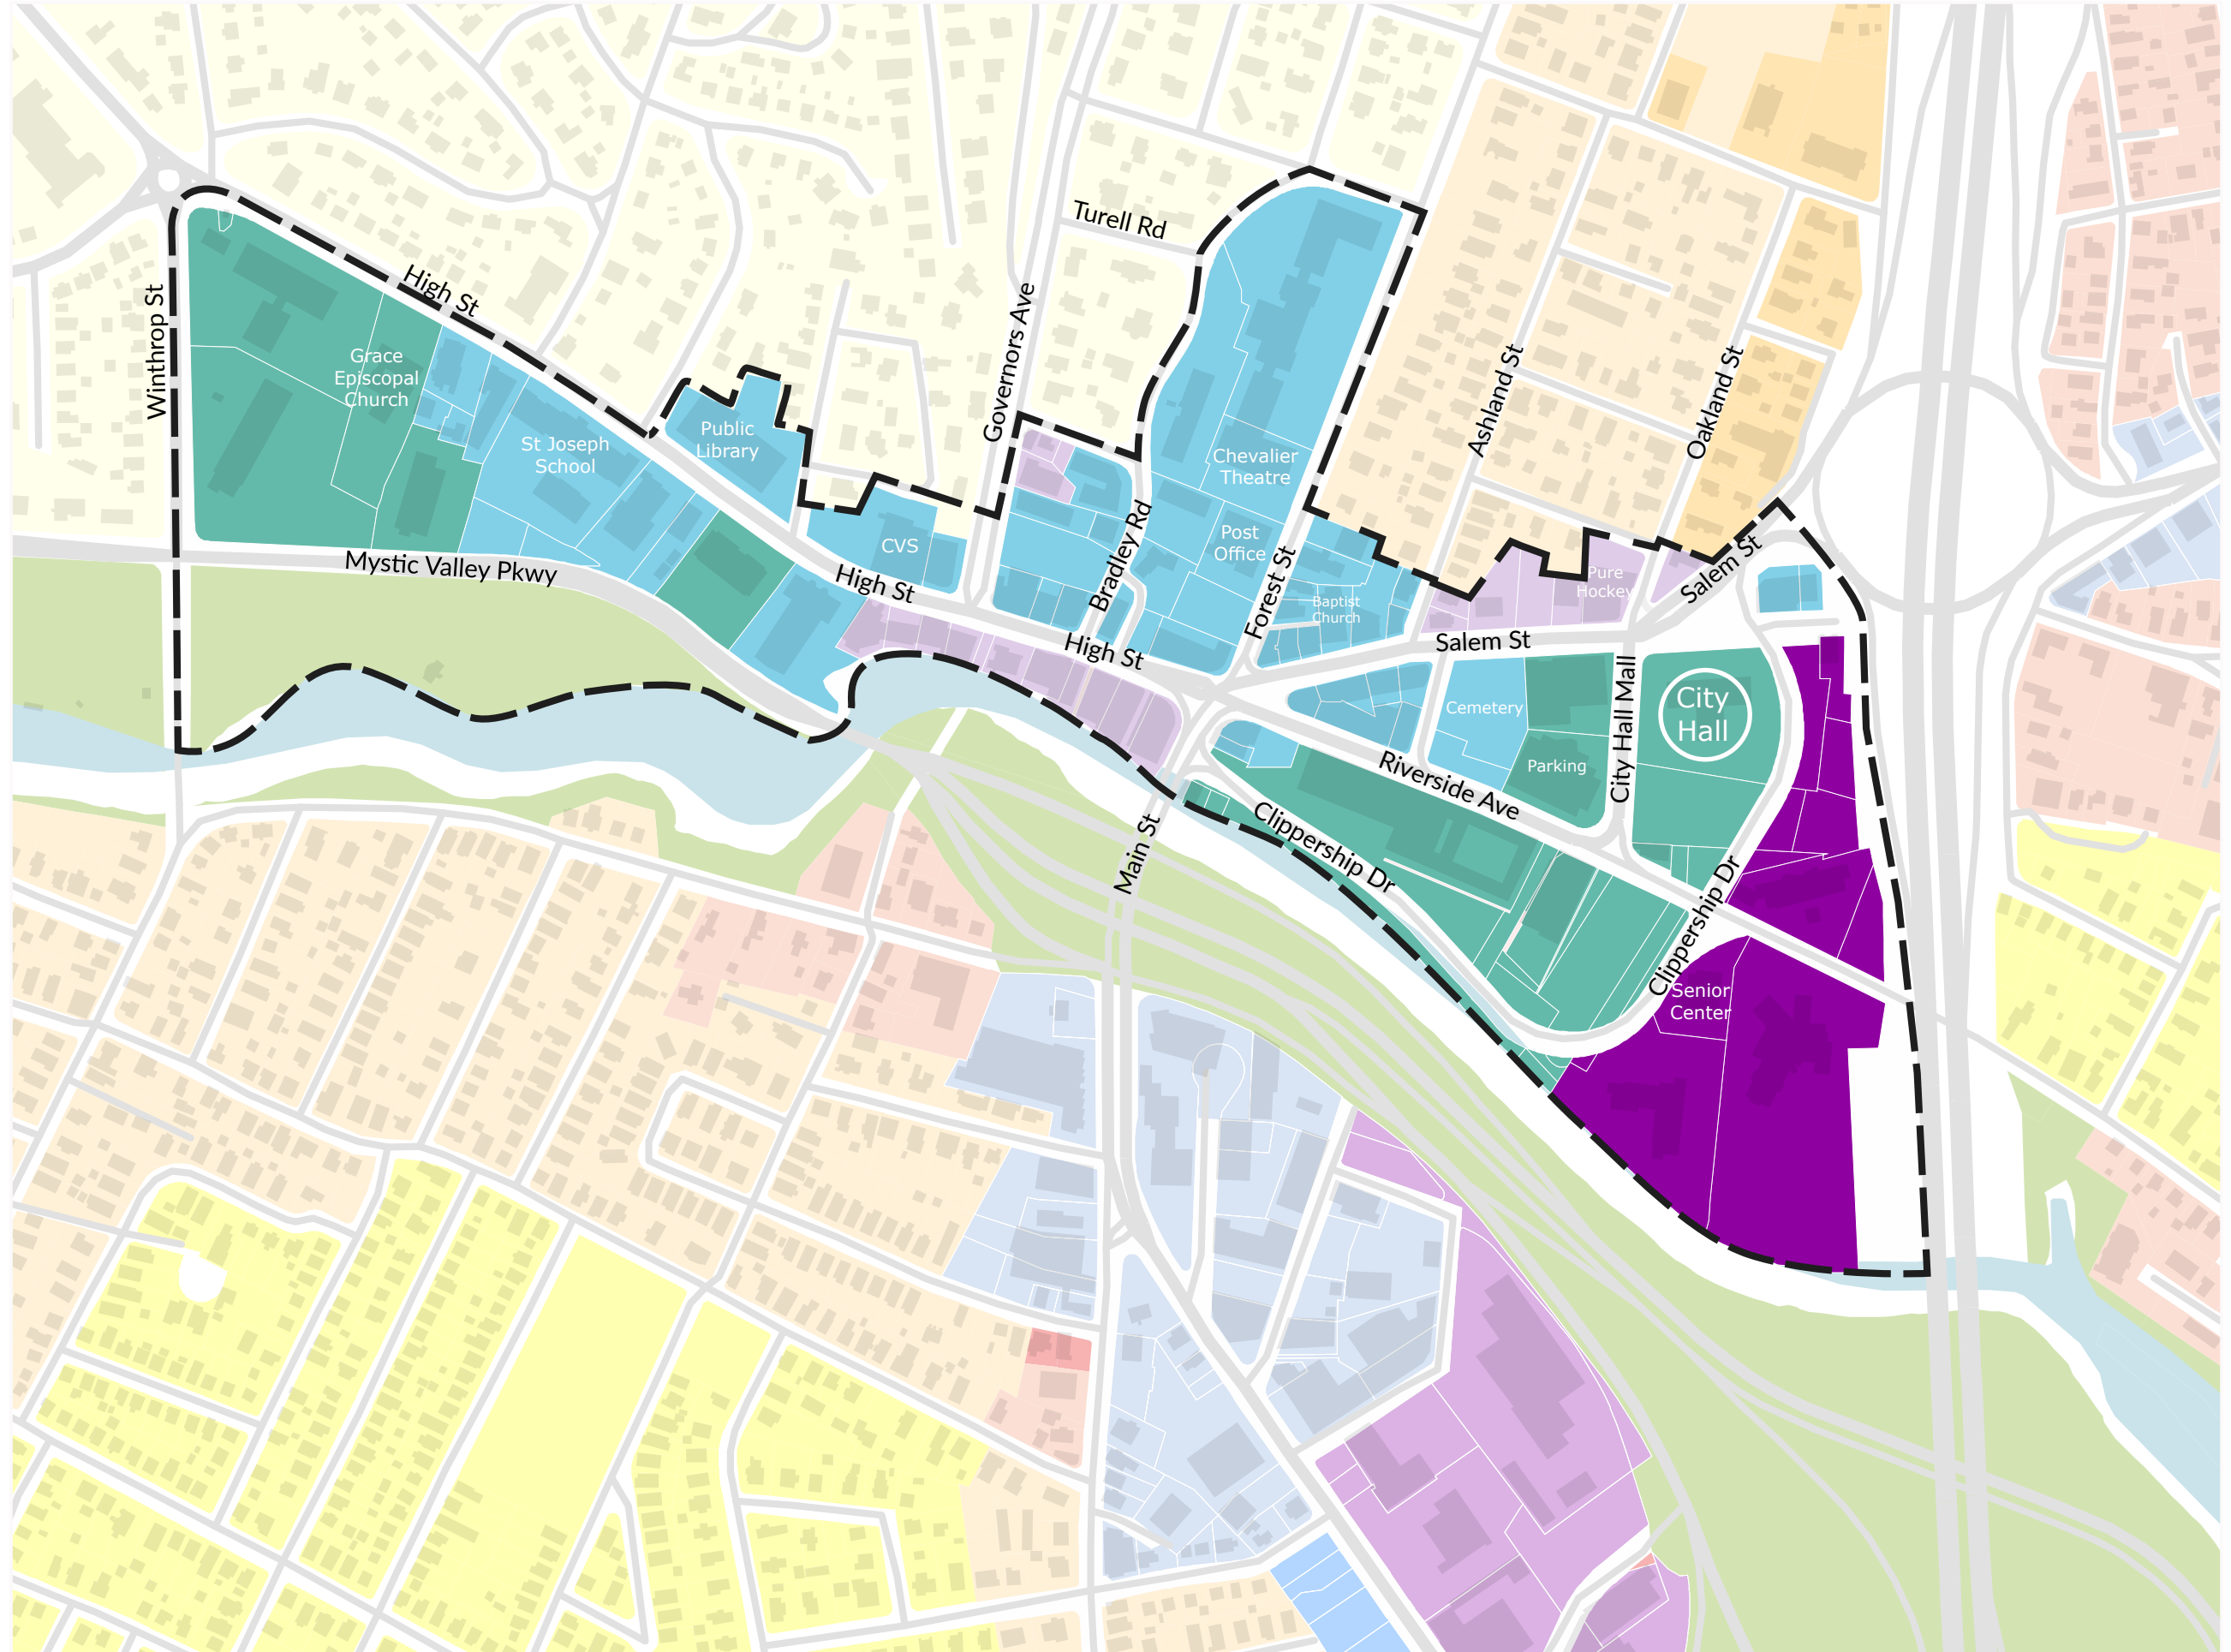 Turell Rd
High St
Winthrop St
Governors Ave
Grace
Episcopal
Church
St Joseph
School
Public
Library
Ashland St
Oakland St
Chevalier
Theatre
Post
Office
CVS
Bradley Rd
Mystic Valley Pkwy
High St
Forest St
Baptist
Church
Pure
Hockey
Salem St
Salem St
High St
Cemetery
City Hall Mall
City
Hall
Parking
Riverside Ave
Clippership Dr
Main St
Clippership Dr
Senior
Center